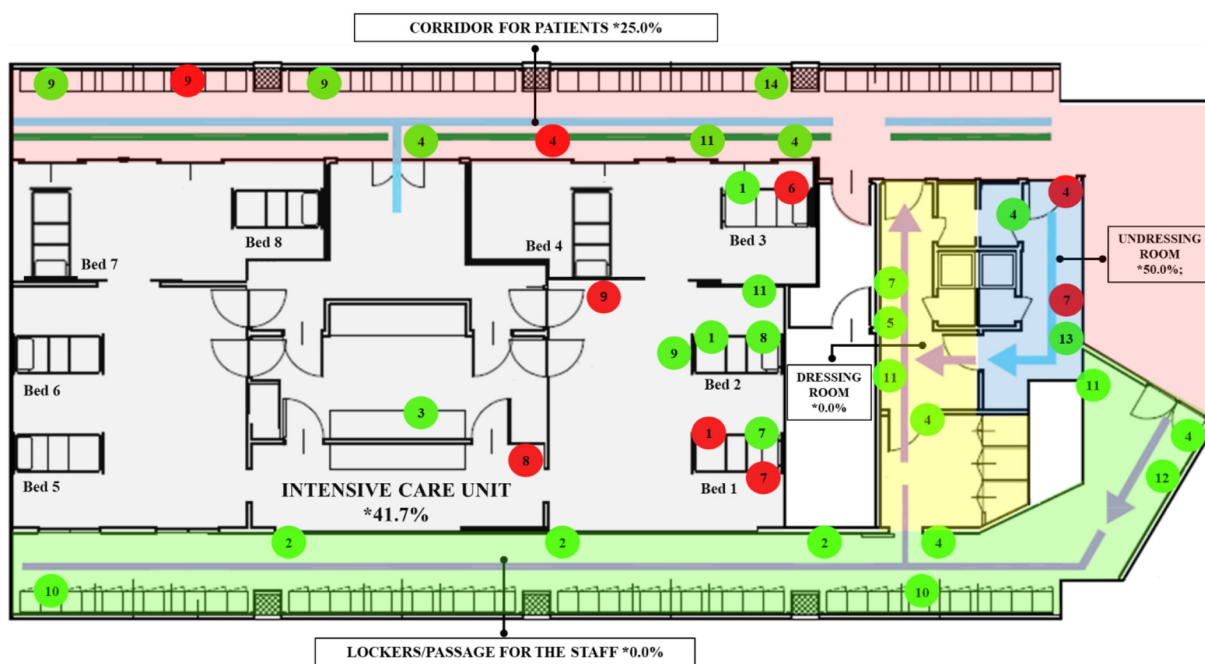 CORRIDOR FOR PATIENTS *25.0%
9
9
9
14
4
4
11
4
1
6
4
4
Bed 8
Bed 4
Bed 3
Bed 7
UNDRESSING
ROOM
*50.0%;
9
11
7
7
5
1
8
13
9
Bed 6
Bed 2
DRESSING
ROOM
*0.0%
11
11
3
4
1
7
4
8
7
12
Bed 5
Bed 1
INTENSIVE CARE UNIT
*41.7%
2
2
2
4
10
10
LOCKERS/PASSAGE FOR THE STAFF *0.0%